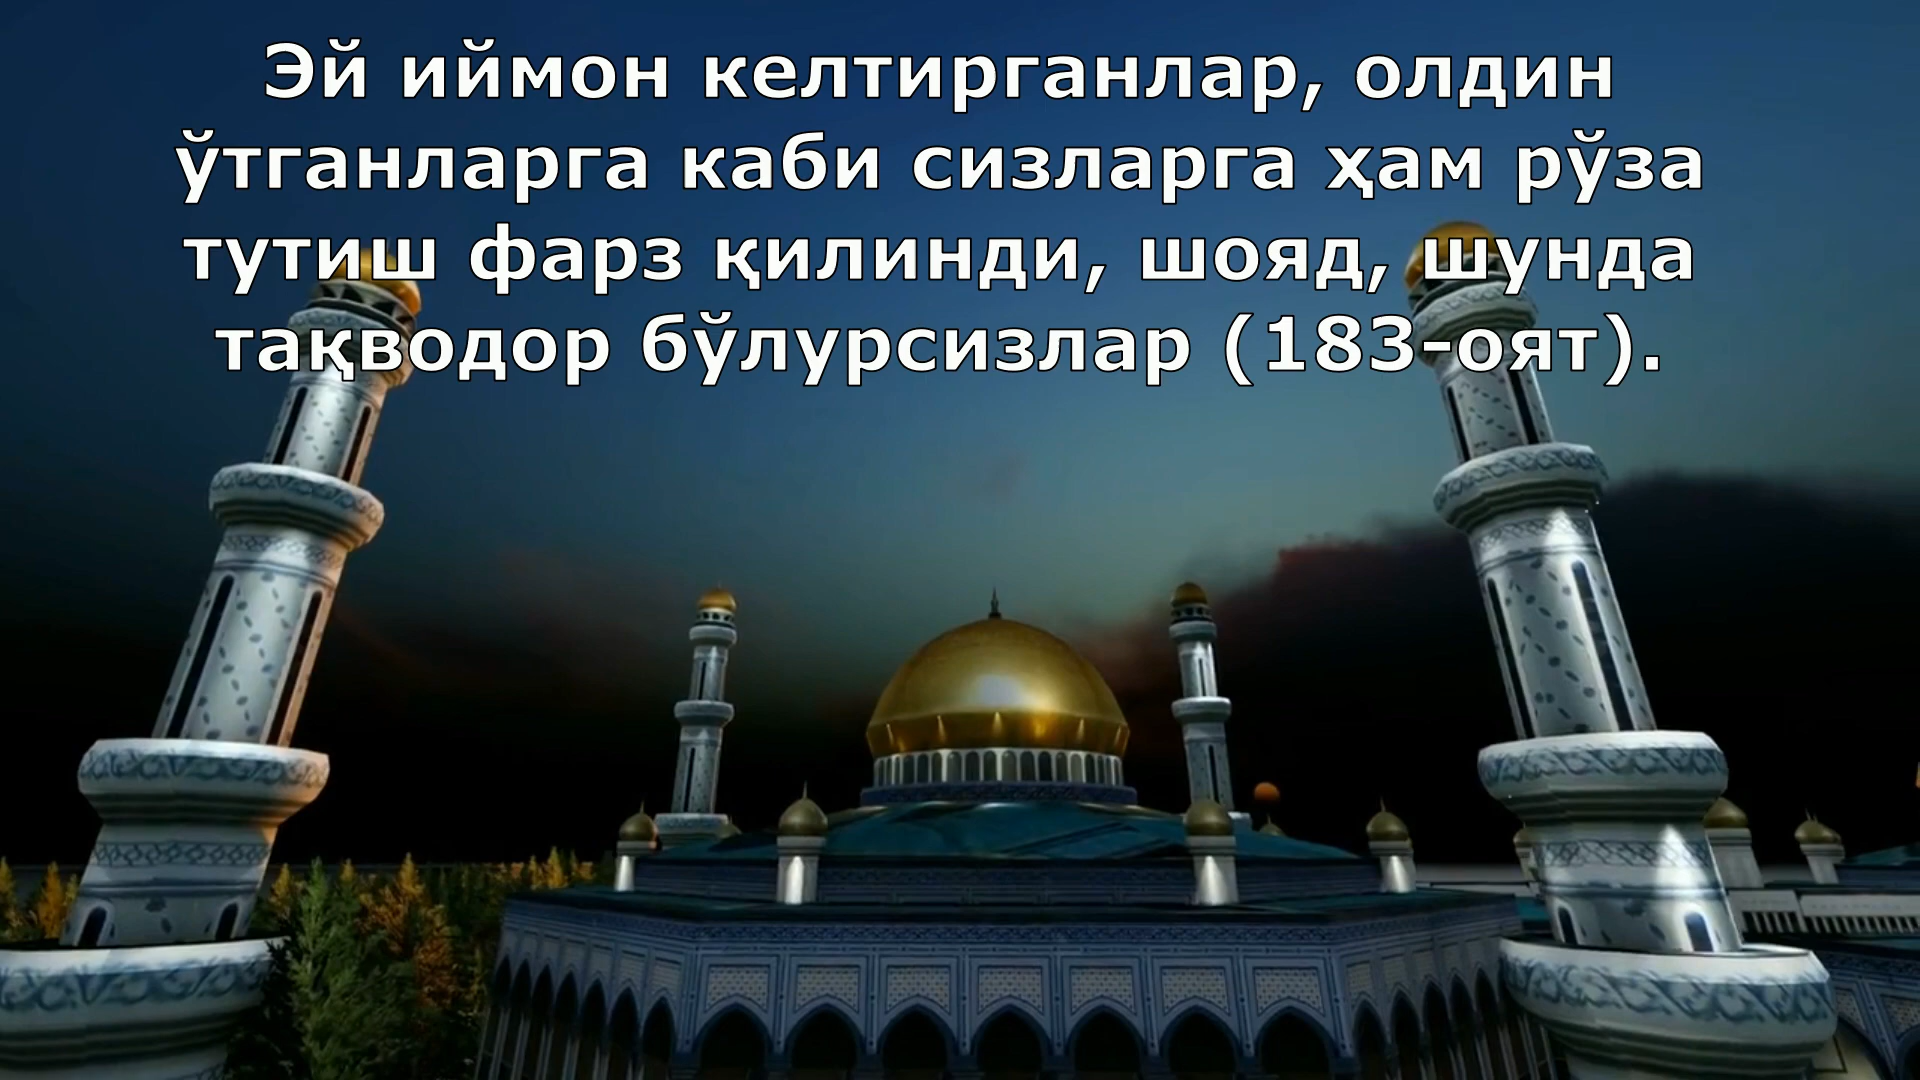 Эй иймон келтирганлар, олдин
ўтганларга каби сизларга ҳам рўза
тутиш фарз қилинди, шояд, шунда
тақводор бўлурсизлар (183-оят).